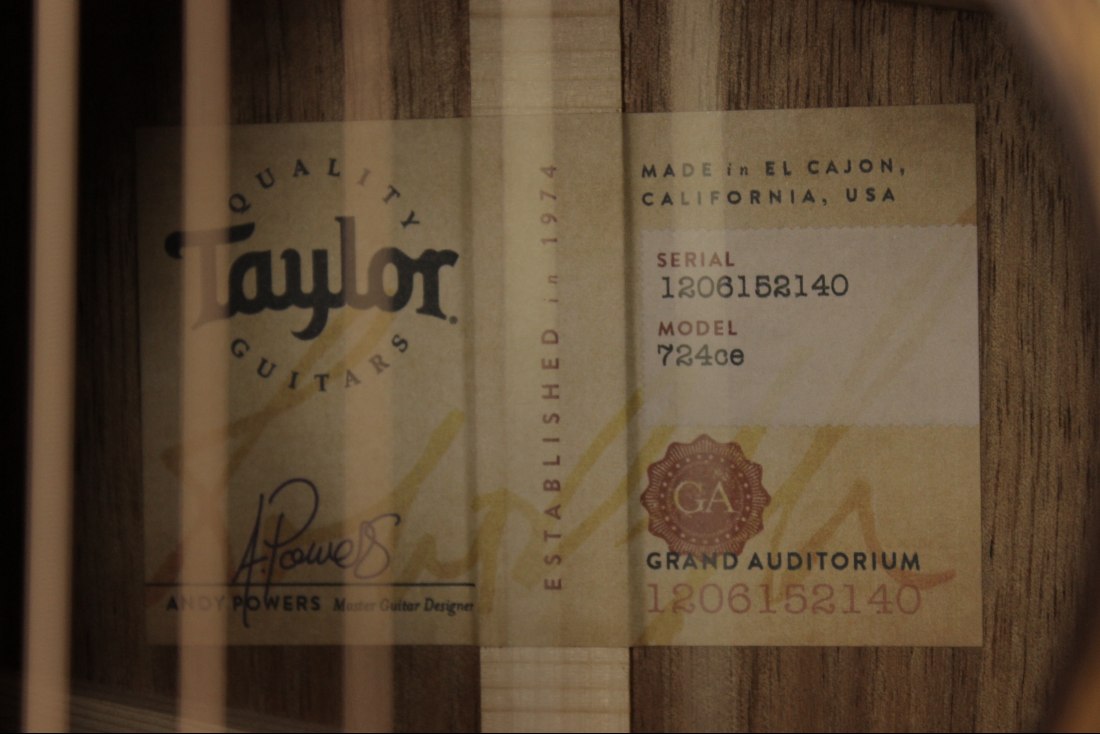 QUALITY
Taylor.
GUITARS
A.Powers
ANDY POWERS Master Guitar Designer
ESTABLISHED in 1974
MADE in EL CAJON,
CALIFORNIA, USA
SERIAL
1206152140
MODEL
724ce
GA
GRAND AUDITORIUM
1206152140